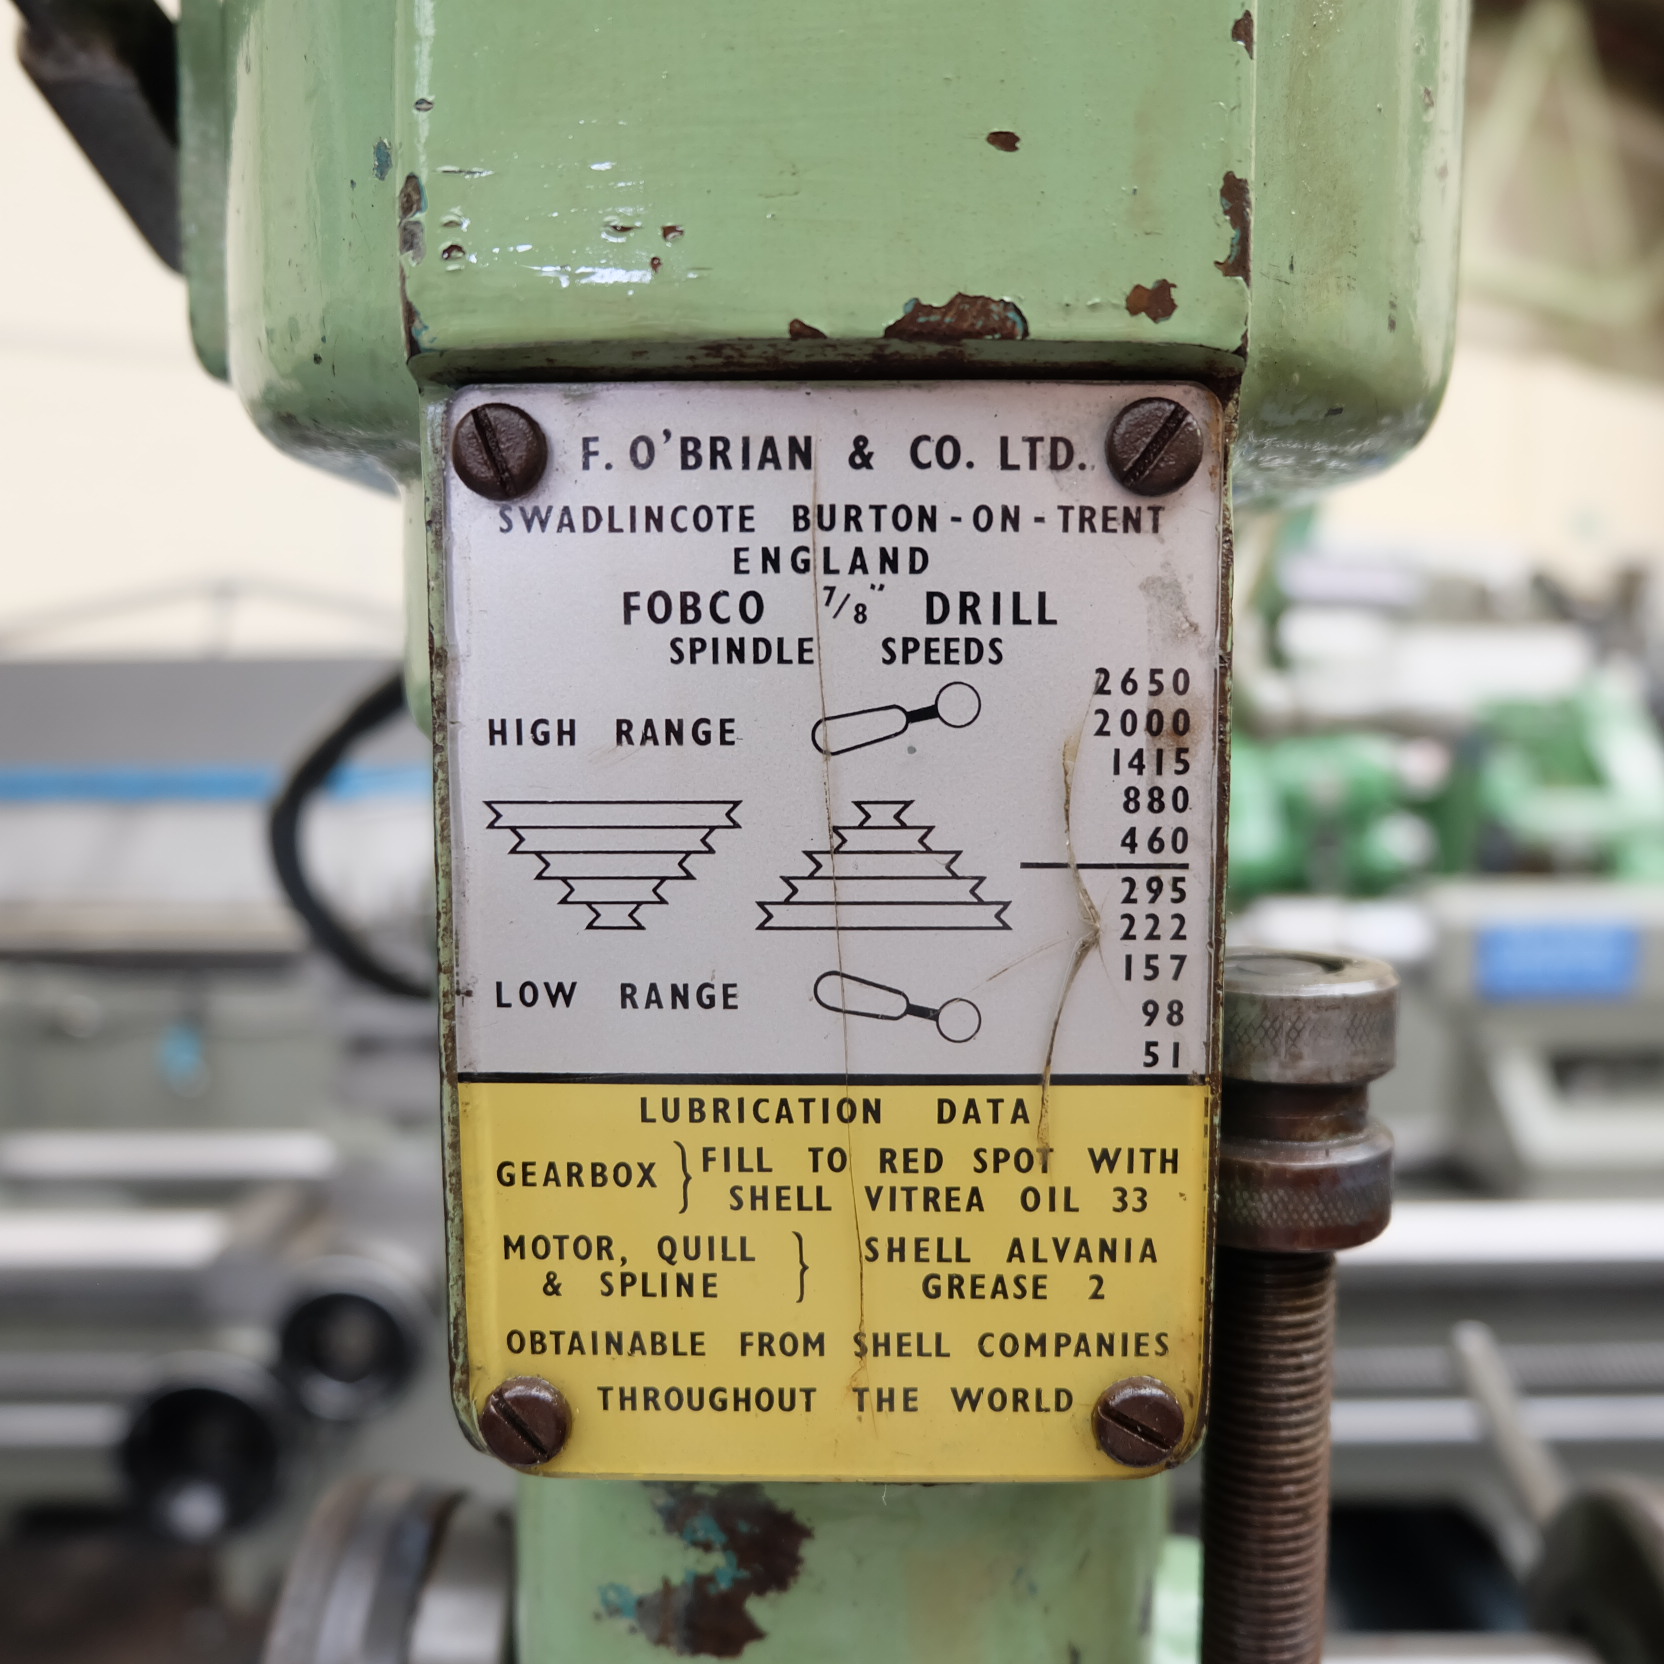 F. O'BRIAN & CO. LTD.
SWADLINCOTE BURTON-ON-TRENT
ENGLAND
FOBCO 7/8" DRILL
SPINDLE SPEEDS
HIGH RANGE
2650
2000
1415
880
460
295
222
157
98
51
LOW RANGE
LUBRICATION DATA
GEARBOX } FILL TO RED SPOT WITH
SHELL VITREA OIL 33
MOTOR, QUILL } SHELL ALVANIA
& SPLINE GREASE 2
OBTAINABLE FROM SHELL COMPANIES
THROUGHOUT THE WORLD